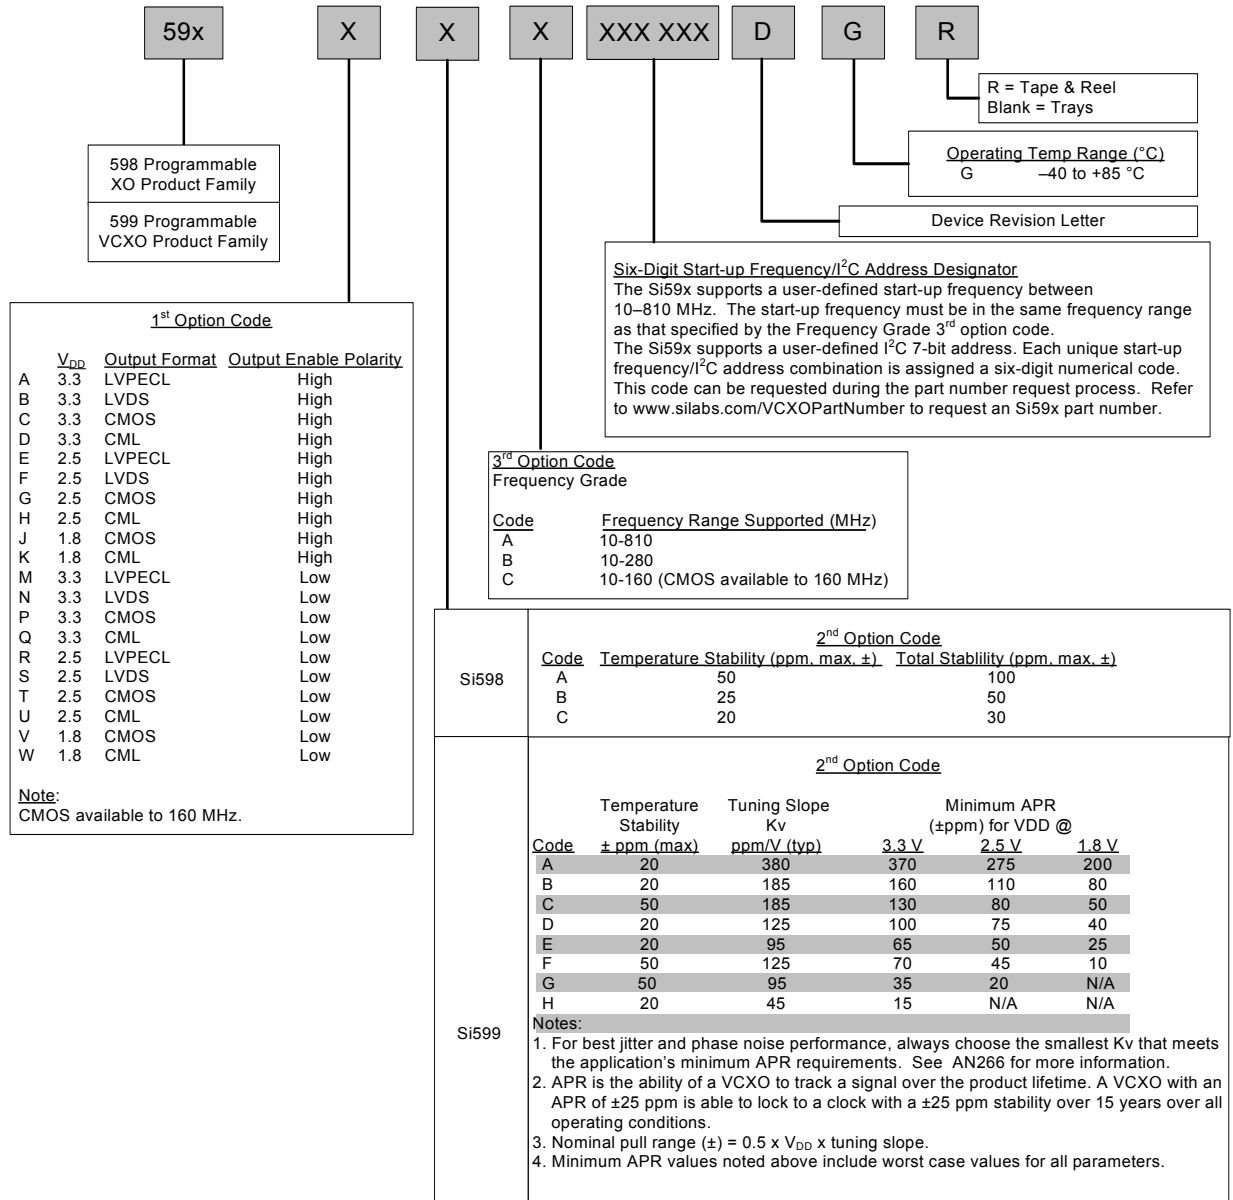 59x X X X XXX XXX D G R
R = Tape & Reel
Blank = Trays
Operating Temp Range (°C)
G –40 to +85 °C
Device Revision Letter
598 Programmable
XO Product Family
599 Programmable
VCXO Product Family
Six-Digit Start-up Frequency/I²C Address Designator
The Si59x supports a user-defined start-up frequency between
10–810 MHz. The start-up frequency must be in the same frequency range
as that specified by the Frequency Grade 3rd option code.
The Si59x supports a user-defined I²C 7-bit address. Each unique start-up
frequency/I²C address combination is assigned a six-digit numerical code.
This code can be requested during the part number request process. Refer
to www.silabs.com/VCXOPartNumber to request an Si59x part number.
1st Option Code
VDD Output Format Output Enable Polarity
A 3.3 LVPECL High
B 3.3 LVDS High
C 3.3 CMOS High
D 3.3 CML High
E 2.5 LVPECL High
F 2.5 LVDS High
G 2.5 CMOS High
H 2.5 CML High
J 1.8 CMOS High
K 1.8 CML High
M 3.3 LVPECL Low
N 3.3 LVDS Low
P 3.3 CMOS Low
Q 3.3 CML Low
R 2.5 LVPECL Low
S 2.5 LVDS Low
T 2.5 CMOS Low
U 2.5 CML Low
V 1.8 CMOS Low
W 1.8 CML Low
Note:
CMOS available to 160 MHz.
3rd Option Code
Frequency Grade
Code Frequency Range Supported (MHz)
A 10-810
B 10-280
C 10-160 (CMOS available to 160 MHz)
Si598
2nd Option Code
Code Temperature Stability (ppm, max, ±) Total Stablility (ppm, max, ±)
A 50 100
B 25 50
C 20 30
Si599
2nd Option Code
Temperature Tuning Slope Minimum APR
Stability Kv (±ppm) for VDD @
Code ± ppm (max) ppm/V (typ) 3.3 V 2.5 V 1.8 V
A 20 380 370 275 200
B 20 185 160 110 80
C 50 185 130 80 50
D 20 125 100 75 40
E 20 95 65 50 25
F 50 125 70 45 10
G 50 95 35 20 N/A
H 20 45 15 N/A N/A
Notes:
1. For best jitter and phase noise performance, always choose the smallest Kv that meets
the application's minimum APR requirements. See AN266 for more information.
2. APR is the ability of a VCXO to track a signal over the product lifetime. A VCXO with an
APR of ±25 ppm is able to lock to a clock with a ±25 ppm stability over 15 years over all
operating conditions.
3. Nominal pull range (±) = 0.5 x VDD x tuning slope.
4. Minimum APR values noted above include worst case values for all parameters.